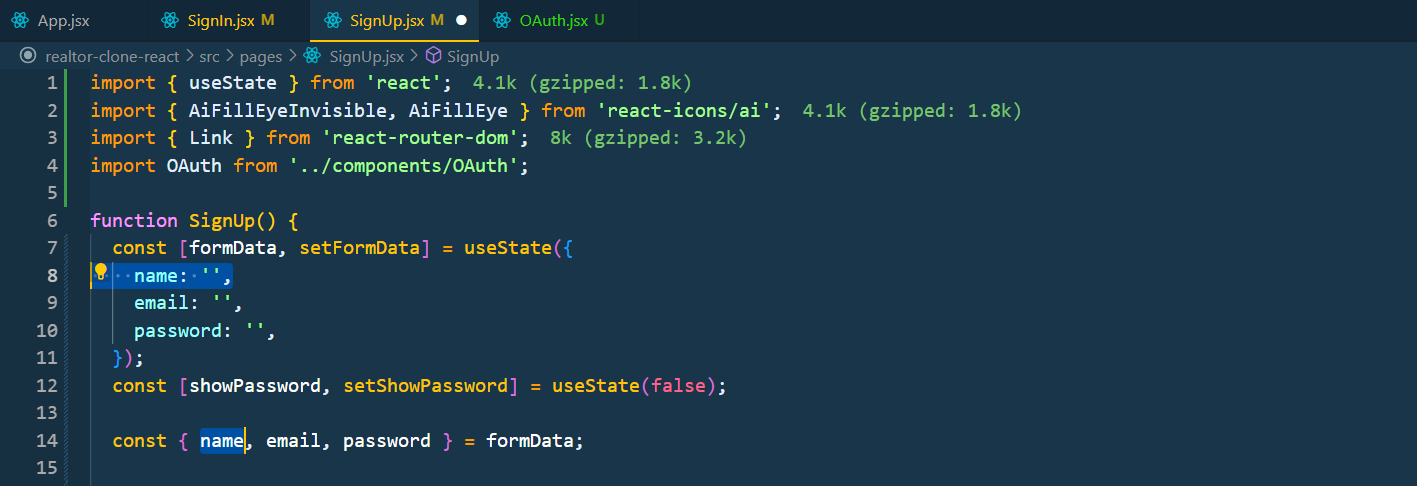 App.jsx SignIn.jsx M SignUp.jsx M OAuth.jsx U
realtor-clone-react > src > pages > SignUp.jsx > SignUp
1 import { useState } from 'react'; 4.1k (gzipped: 1.8k)
2 import { AiFillEyeInvisible, AiFillEye } from 'react-icons/ai'; 4.1k (gzipped: 1.8k)
3 import { Link } from 'react-router-dom'; 8k (gzipped: 3.2k)
4 import OAuth from '../components/OAuth';
5
6 function SignUp() {
7 const [formData, setFormData] = useState({
8 name: '',
9 email: '',
10 password: '',
11 });
12 const [showPassword, setShowPassword] = useState(false);
13
14 const { name, email, password } = formData;
15